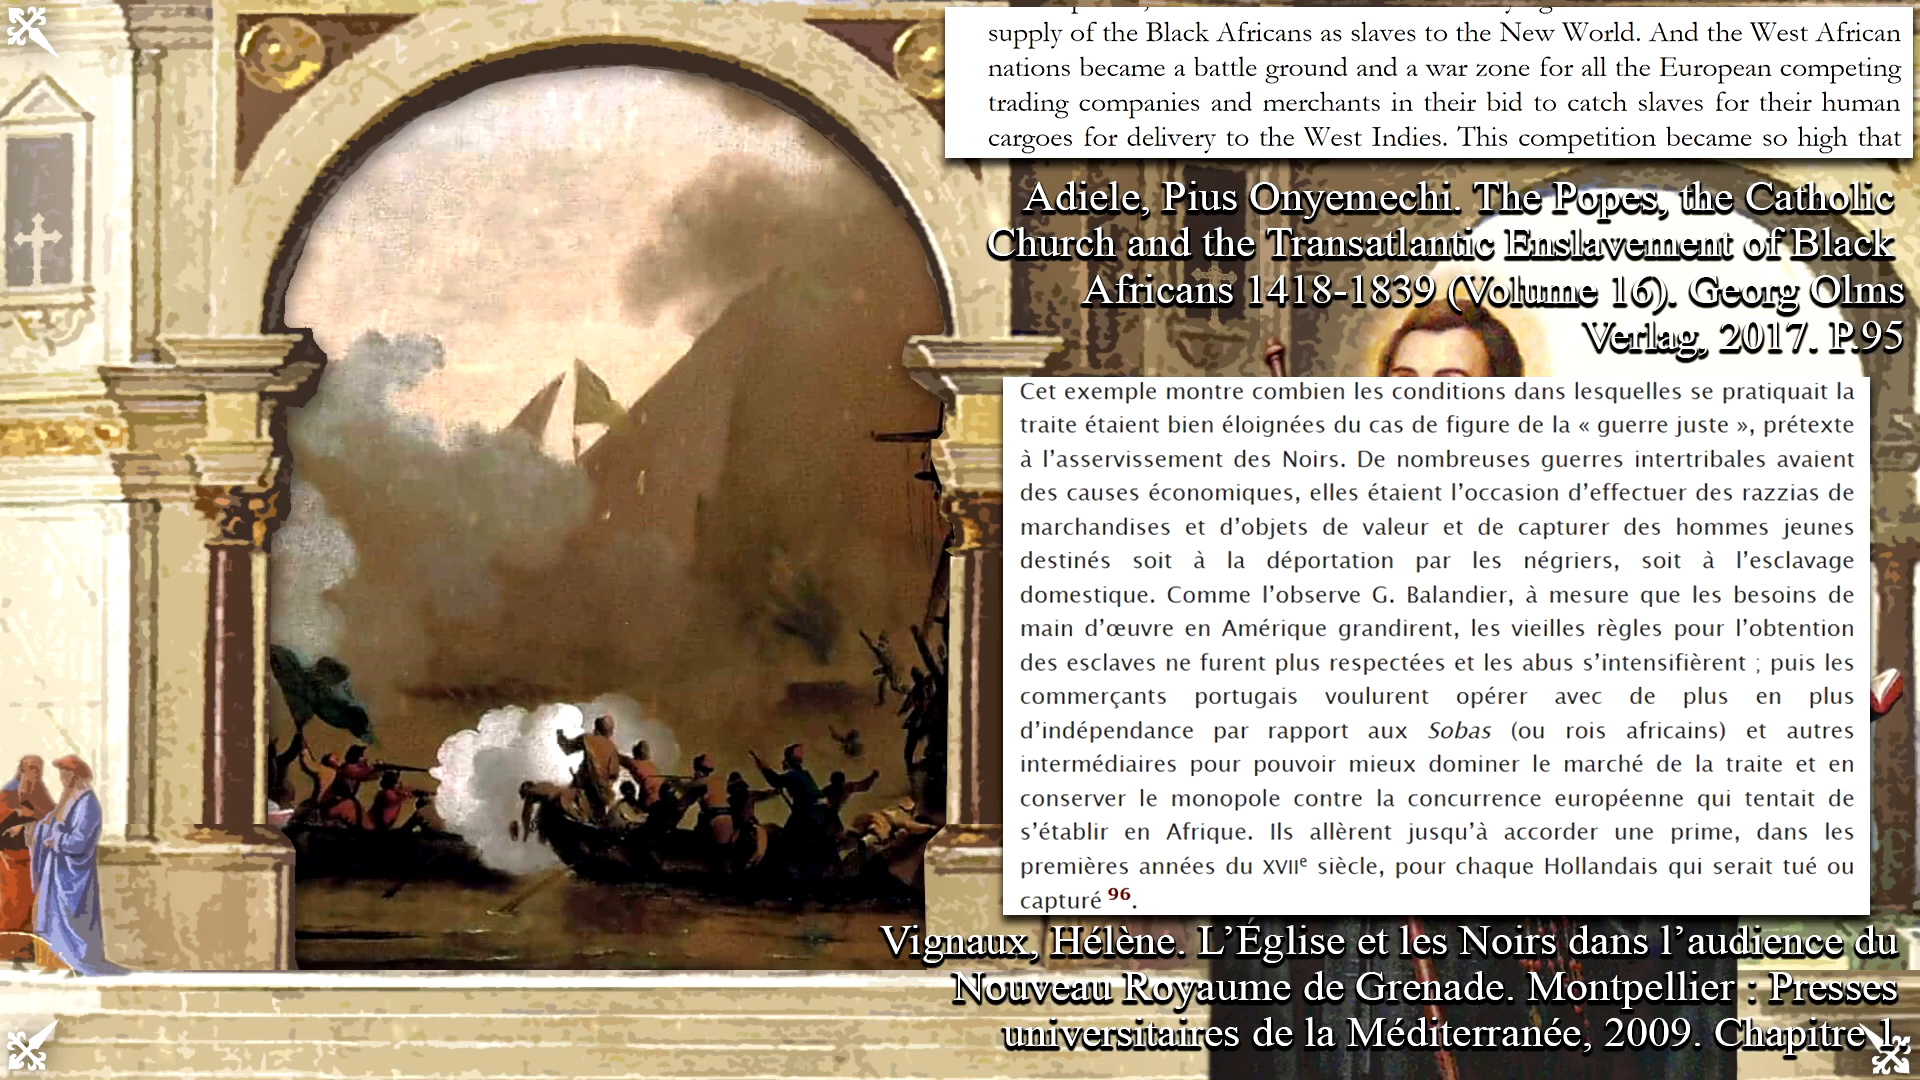 supply of the Black Africans as slaves to the New World. And the West African
nations became a battle ground and a war zone for all the European competing
trading companies and merchants in their bid to catch slaves for their human
cargoes for delivery to the West Indies. This competition became so high that
Adiele, Pius Onyemechi. The Popes, the Catholic
Church and the Transatlantic Enslavement of Black
Africans 1418-1839 (Volume 16). Georg Olms
Verlag, 2017. P.95
Cet exemple montre combien les conditions dans lesquelles se pratiquait la
traite étaient bien éloignées du cas de figure de la « guerre juste », prétexte
à l’asservissement des Noirs. De nombreuses guerres intertribales avaient
des causes économiques, elles étaient l’occasion d’effectuer des razzias de
marchandises et d’objets de valeur et de capturer des hommes jeunes
destinés soit à la déportation par les négriers, soit à l’esclavage
domestique. Comme l’observe G. Balandier, à mesure que les besoins de
main d’œuvre en Amérique grandirent, les vieilles règles pour l’obtention
des esclaves ne furent plus respectées et les abus s’intensifièrent ; puis les
commerçants portugais voulurent opérer avec de plus en plus
d’indépendance par rapport aux Sobas (ou rois africains) et autres
intermédiaires pour pouvoir mieux dominer le marché de la traite et en
conserver le monopole contre la concurrence européenne qui tentait de
s’établir en Afrique. Ils allèrent jusqu’à accorder une prime, dans les
premières années du XVIIe siècle, pour chaque Hollandais qui serait tué ou
capturé 96.
Vignaux, Hélène. L’Église et les Noirs dans l’audience du
Nouveau Royaume de Grenade. Montpellier : Presses
universitaires de la Méditerranée, 2009. Chapitre 1.